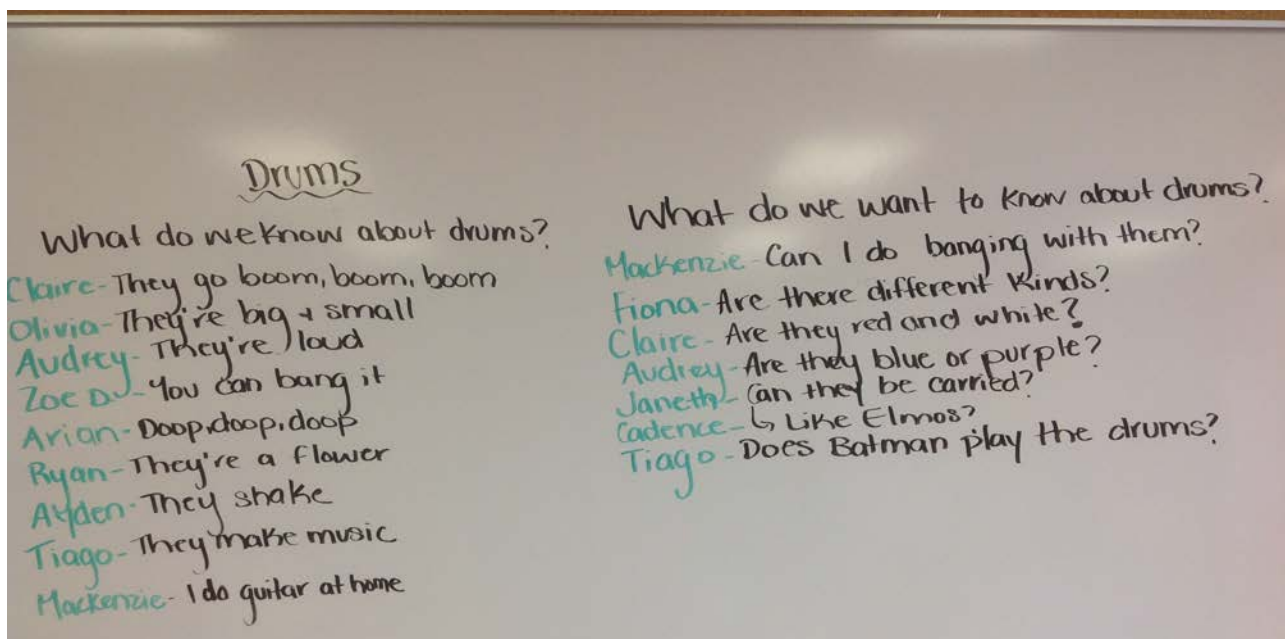 Drums
What do we know about drums?
Claire - They go boom, boom, boom
Olivia - They're big + small
Audrey - They're loud
Zoe D - You can bang it
Arian - Doop, doop, doop
Ryan - They're a flower
Ayden - They shake
Tiago - They make music
Mackenzie - I do guitar at home
What do we want to know about drums?
Mackenzie - Can I do banging with them?
Fiona - Are there different kinds?
Claire - Are they red and white?
Audrey - Are they blue or purple?
Janeth - Can they be carried?
Cadence - ↳ Like Elmos?
Tiago - Does Batman play the drums?